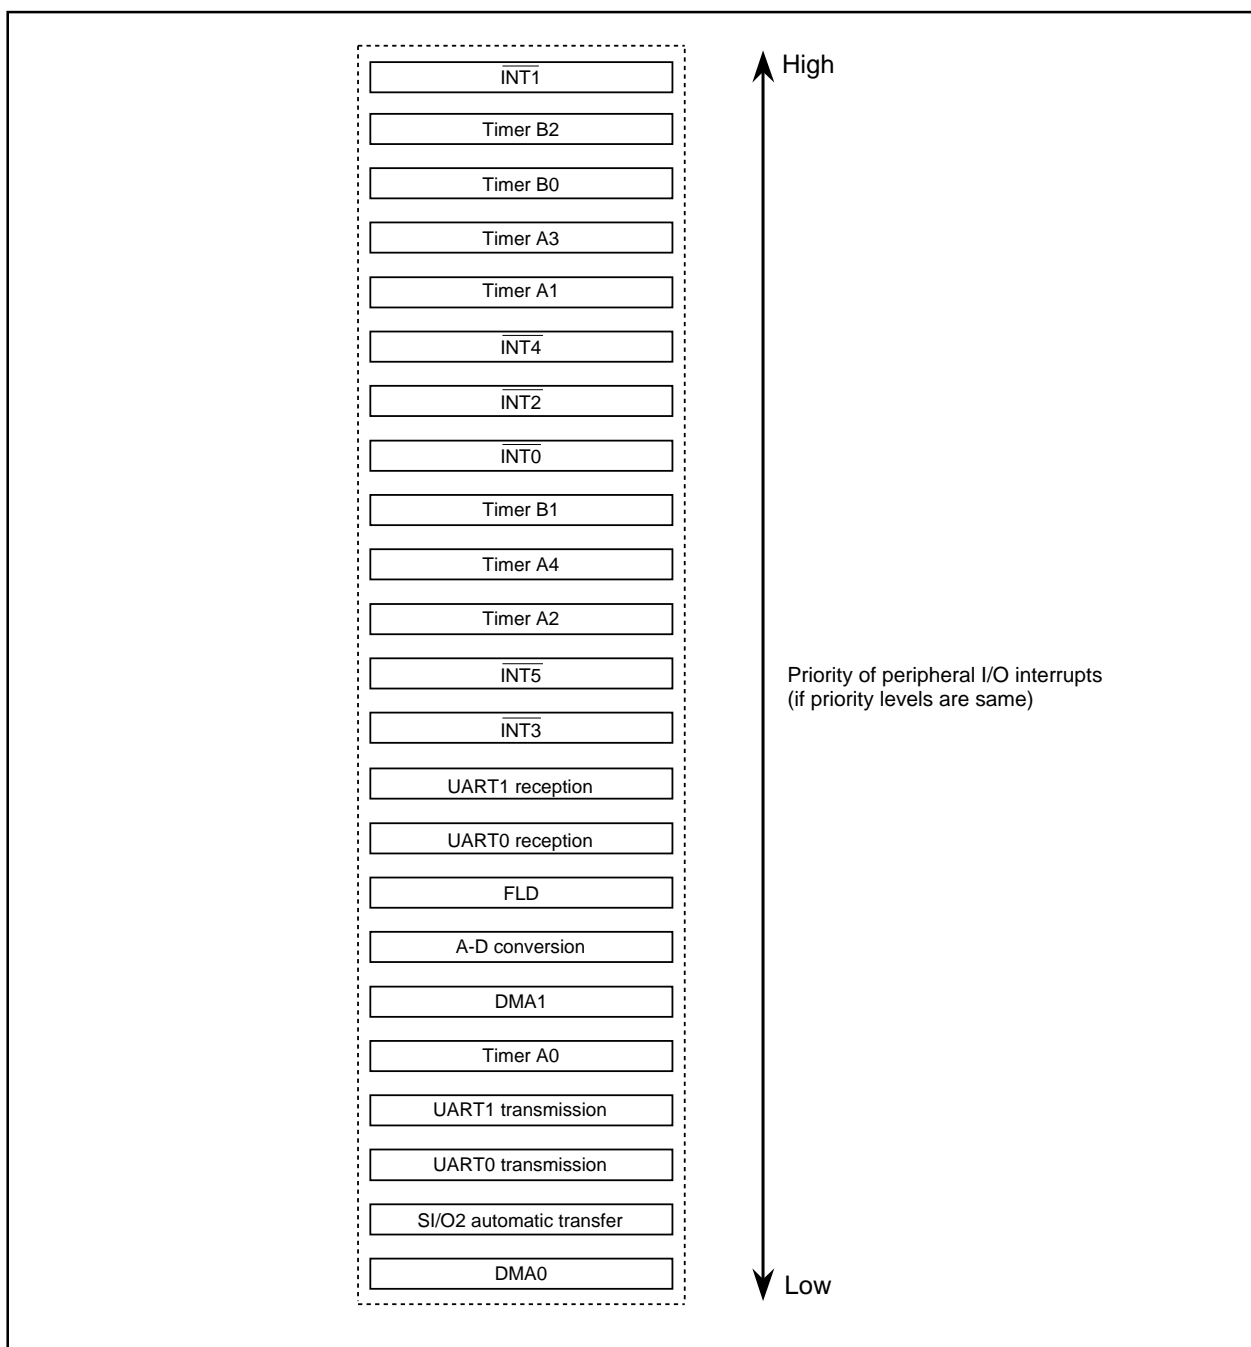 High
INT1
Timer B2
Timer B0
Timer A3
Timer A1
INT4
INT2
INT0
Timer B1
Timer A4
Timer A2
INT5
Priority of peripheral I/O interrupts
(if priority levels are same)
INT3
UART1 reception
UART0 reception
FLD
A-D conversion
DMA1
Timer A0
UART1 transmission
UART0 transmission
SI/O2 automatic transfer
DMA0
Low